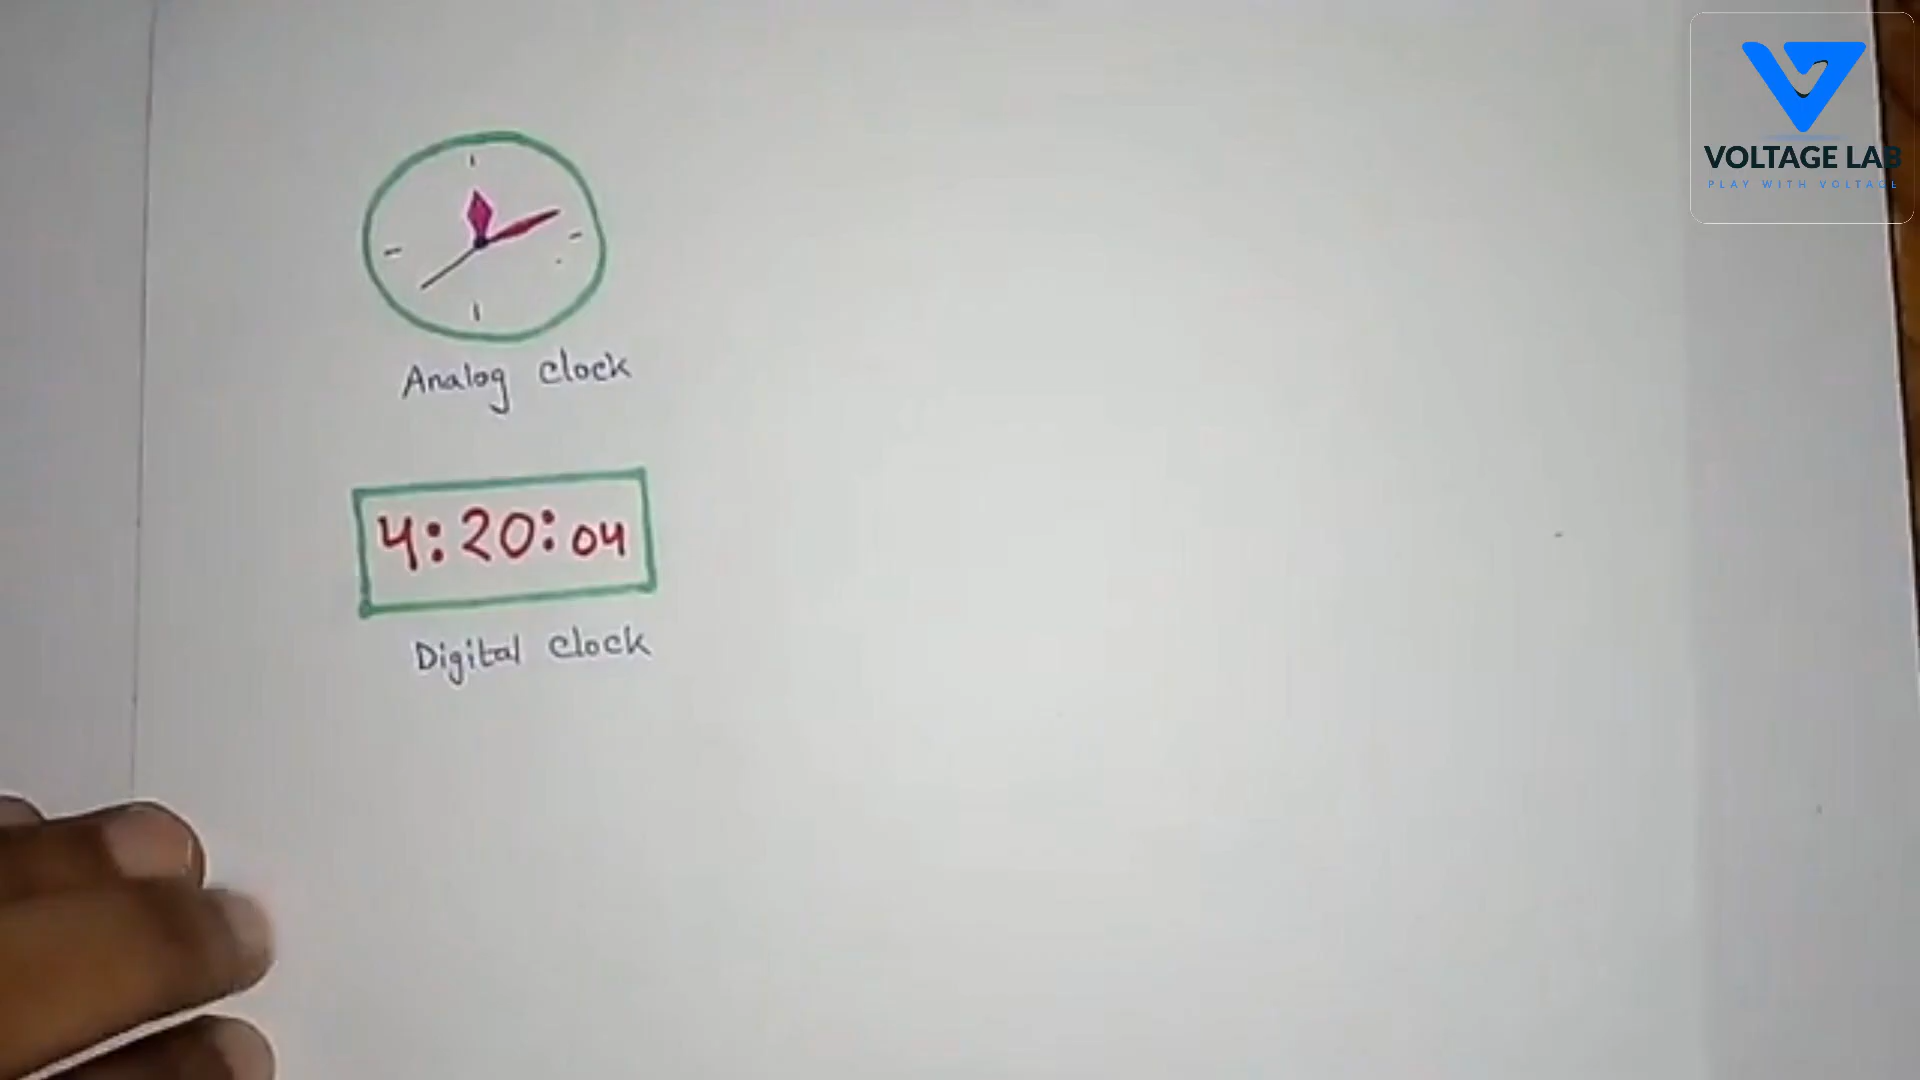 VOLTAGE LAB
PLAY WITH VOLTAGE
Analog Clock
4:20:04
Digital Clock